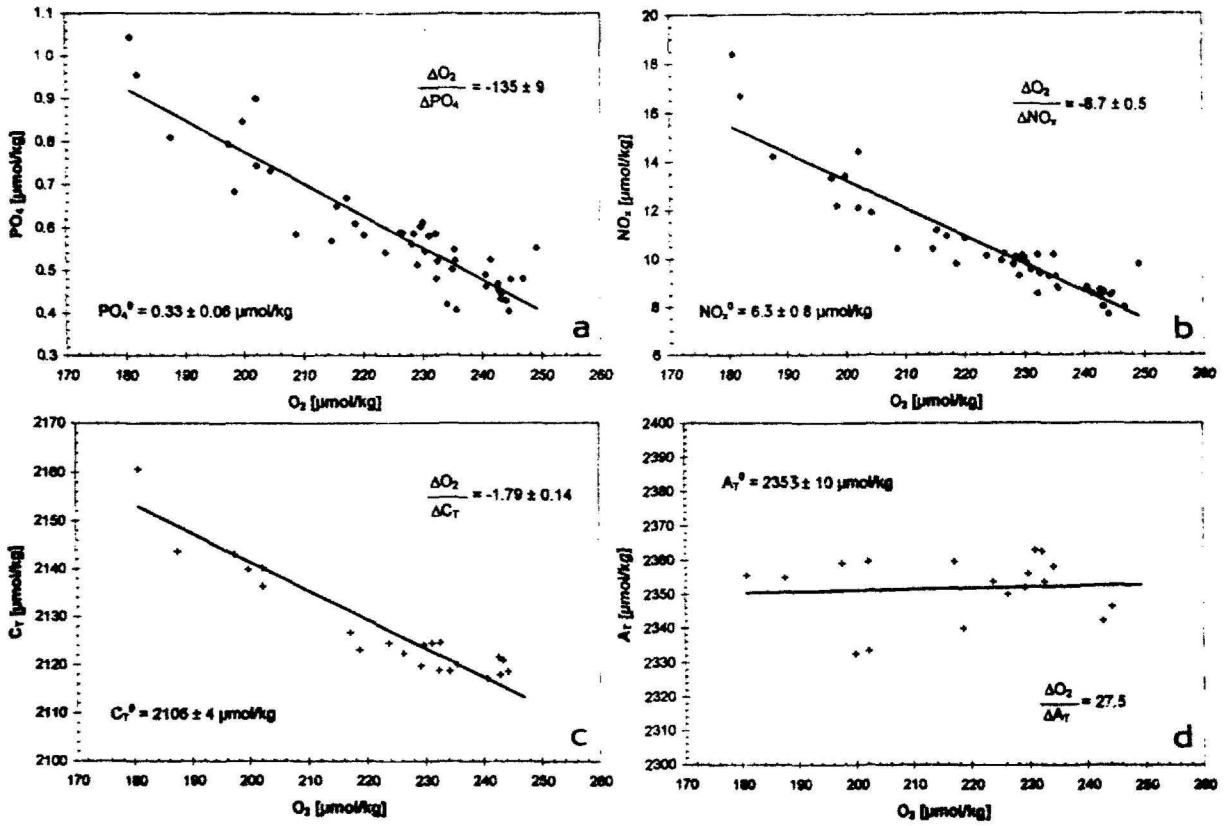 1.1
1.0
0.9
0.8
0.7
0.6
0.5
0.4
0.3
PO₄ [µmol/kg]
ΔO₂
ΔPO₄
= -135 ± 9
PO₄⁰ = 0.33 ± 0.06 µmol/kg
a
170 180 190 200 210 220 230 240 250 260
O₂ [µmol/kg]
20
18
16
14
12
10
8
6
NOₓ [µmol/kg]
ΔO₂
ΔNOₓ
= -8.7 ± 0.5
NOₓ⁰ = 6.3 ± 0.8 µmol/kg
b
170 180 190 200 210 220 230 240 250 260
O₂ [µmol/kg]
2170
2160
2150
2140
2130
2120
2110
2100
C_T [µmol/kg]
ΔO₂
ΔC_T
= -1.79 ± 0.14
C_T⁰ = 2106 ± 4 µmol/kg
c
170 180 190 200 210 220 230 240 250 260
O₂ [µmol/kg]
2400
2390
2380
2370
2360
2350
2340
2330
2320
2310
2300
A_T [µmol/kg]
A_T⁰ = 2353 ± 10 µmol/kg
ΔO₂
ΔA_T
= 27.5
d
170 180 190 200 210 220 230 240 250 260
O₂ [µmol/kg]